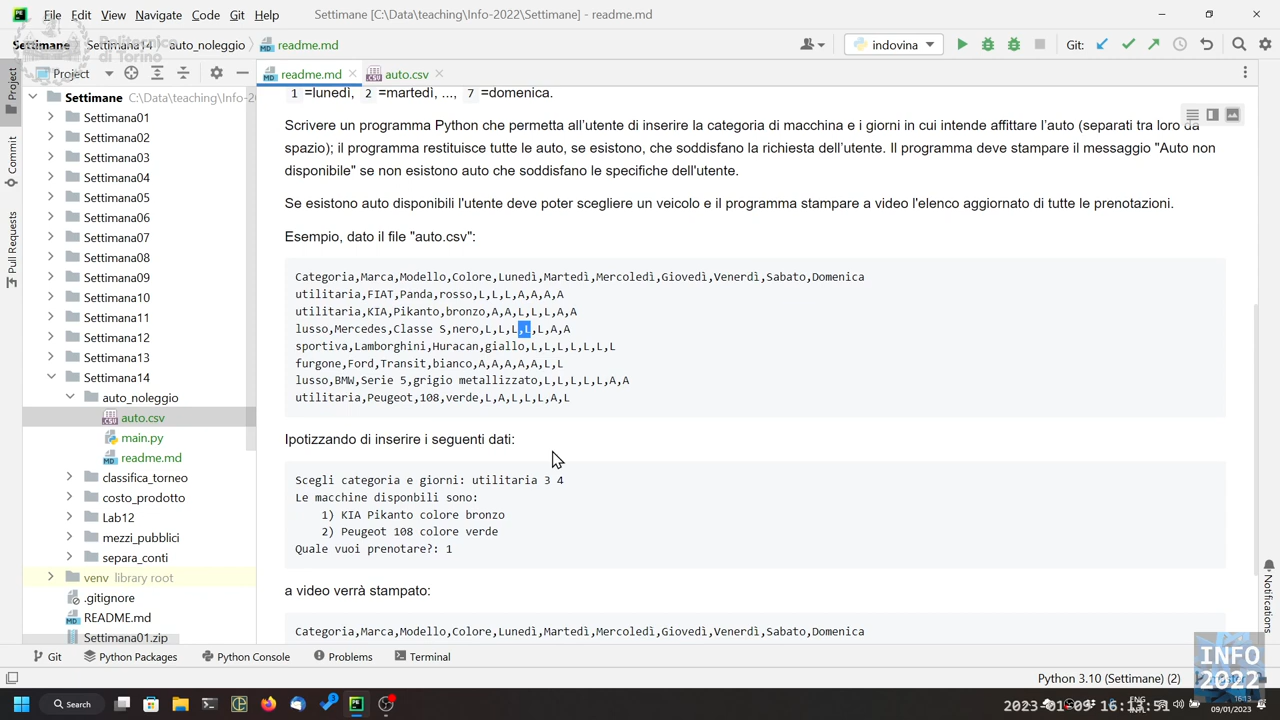 File Edit View Navigate Code Git Help Settimane [C:\Data\teaching\Info-2022\Settimane] - readme.md
Politecnico
di Torino
Settimane Settimana14 auto_noleggio readme.md indovina Git:
Project readme.md auto.csv
Project
Commit
Pull Requests
Settimane C:\Data\teaching\Info-20
Settimana01
Settimana02
Settimana03
Settimana04
Settimana05
Settimana06
Settimana07
Settimana08
Settimana09
Settimana10
Settimana11
Settimana12
Settimana13
Settimana14
auto_noleggio
auto.csv
main.py
readme.md
classifica_torneo
costo_prodotto
Lab12
mezzi_pubblici
separa_conti
venv library root
.gitignore
README.md
Settimana01.zip
1 =lunedì, 2 =martedì, ..., 7 =domenica.
Scrivere un programma Python che permetta all'utente di inserire la categoria di macchina e i giorni in cui intende affittare l'auto (separati tra loro da
spazio); il programma restituisce tutte le auto, se esistono, che soddisfano la richiesta dell'utente. Il programma deve stampare il messaggio "Auto non
disponibile" se non esistono auto che soddisfano le specifiche dell'utente.
Se esistono auto disponibili l'utente deve poter scegliere un veicolo e il programma stampare a video l'elenco aggiornato di tutte le prenotazioni.
Esempio, dato il file "auto.csv":
Categoria,Marca,Modello,Colore,Lunedì,Martedì,Mercoledì,Giovedì,Venerdì,Sabato,Domenica
utilitaria,FIAT,Panda,rosso,L,L,L,A,A,A,A
utilitaria,KIA,Pikanto,bronzo,A,A,L,L,L,A,A
lusso,Mercedes,Classe S,nero,L,L,L,L,L,A,A
sportiva,Lamborghini,Huracan,giallo,L,L,L,L,L,L,L
furgone,Ford,Transit,bianco,A,A,A,A,A,L,L
lusso,BMW,Serie 5,grigio metallizzato,L,L,L,L,L,A,A
utilitaria,Peugeot,108,verde,L,A,L,L,L,A,L
Ipotizzando di inserire i seguenti dati:
Scegli categoria e giorni: utilitaria 3 4
Le macchine disponbili sono:
1) KIA Pikanto colore bronzo
2) Peugeot 108 colore verde
Quale vuoi prenotare?: 1
a video verrà stampato:
Categoria,Marca,Modello,Colore,Lunedì,Martedì,Mercoledì,Giovedì,Venerdì,Sabato,Domenica
Notifications
Git Python Packages Python Console Problems Terminal
Python 3.10 (Settimane) (2)
INFO
2022
Search
ENG
16:13
09/01/2023